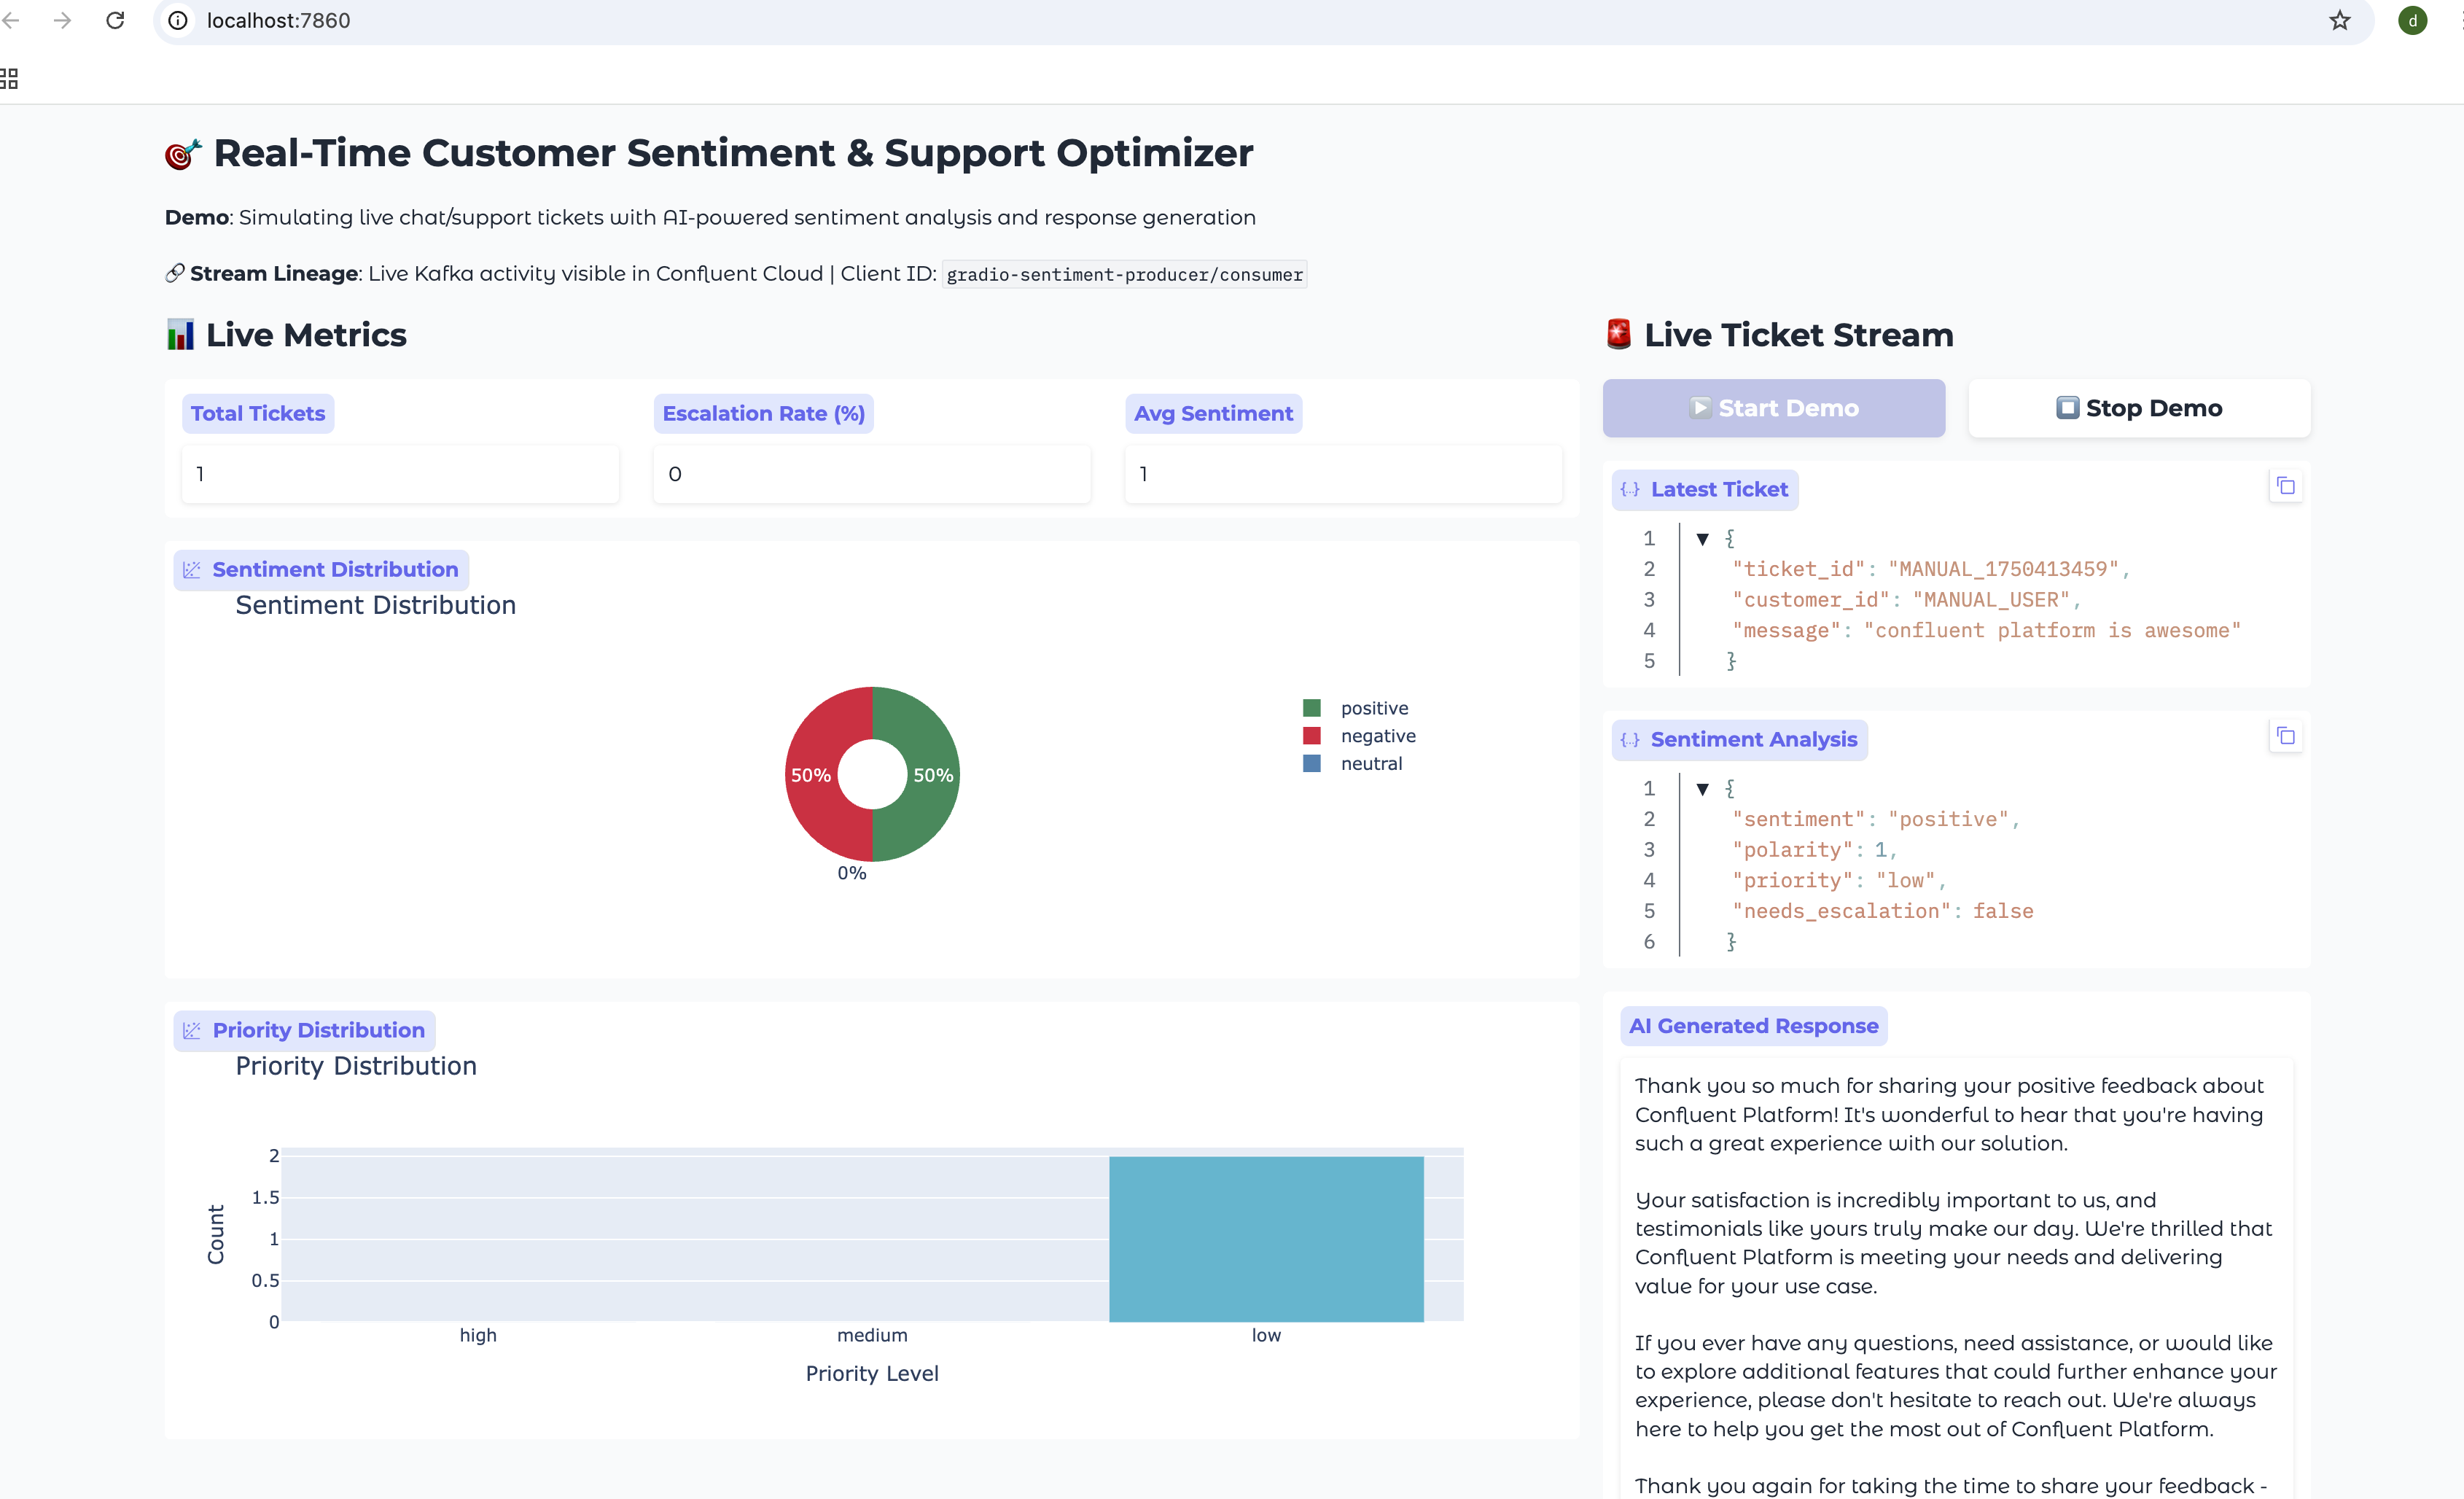 localhost:7860
d
Real-Time Customer Sentiment & Support Optimizer
Demo: Simulating live chat/support tickets with AI-powered sentiment analysis and response generation
Stream Lineage: Live Kafka activity visible in Confluent Cloud | Client ID: gradio-sentiment-producer/consumer
Live Metrics
Total Tickets
Escalation Rate (%)
Avg Sentiment
1
0
1
Sentiment Distribution
Sentiment Distribution
50%
50%
0%
positive
negative
neutral
Priority Distribution
Priority Distribution
2
1.5
1
0.5
0
Count
high
medium
low
Priority Level
Live Ticket Stream
Start Demo
Stop Demo
{..} Latest Ticket
1 ▼ {
2 "ticket_id": "MANUAL_1750413459",
3 "customer_id": "MANUAL_USER",
4 "message": "confluent platform is awesome"
5 }
{..} Sentiment Analysis
1 ▼ {
2 "sentiment": "positive",
3 "polarity": 1,
4 "priority": "low",
5 "needs_escalation": false
6 }
AI Generated Response
Thank you so much for sharing your positive feedback about
Confluent Platform! It's wonderful to hear that you're having
such a great experience with our solution.
Your satisfaction is incredibly important to us, and
testimonials like yours truly make our day. We're thrilled that
Confluent Platform is meeting your needs and delivering
value for your use case.
If you ever have any questions, need assistance, or would like
to explore additional features that could further enhance your
experience, please don't hesitate to reach out. We're always
here to help you get the most out of Confluent Platform.
Thank you again for taking the time to share your feedback -